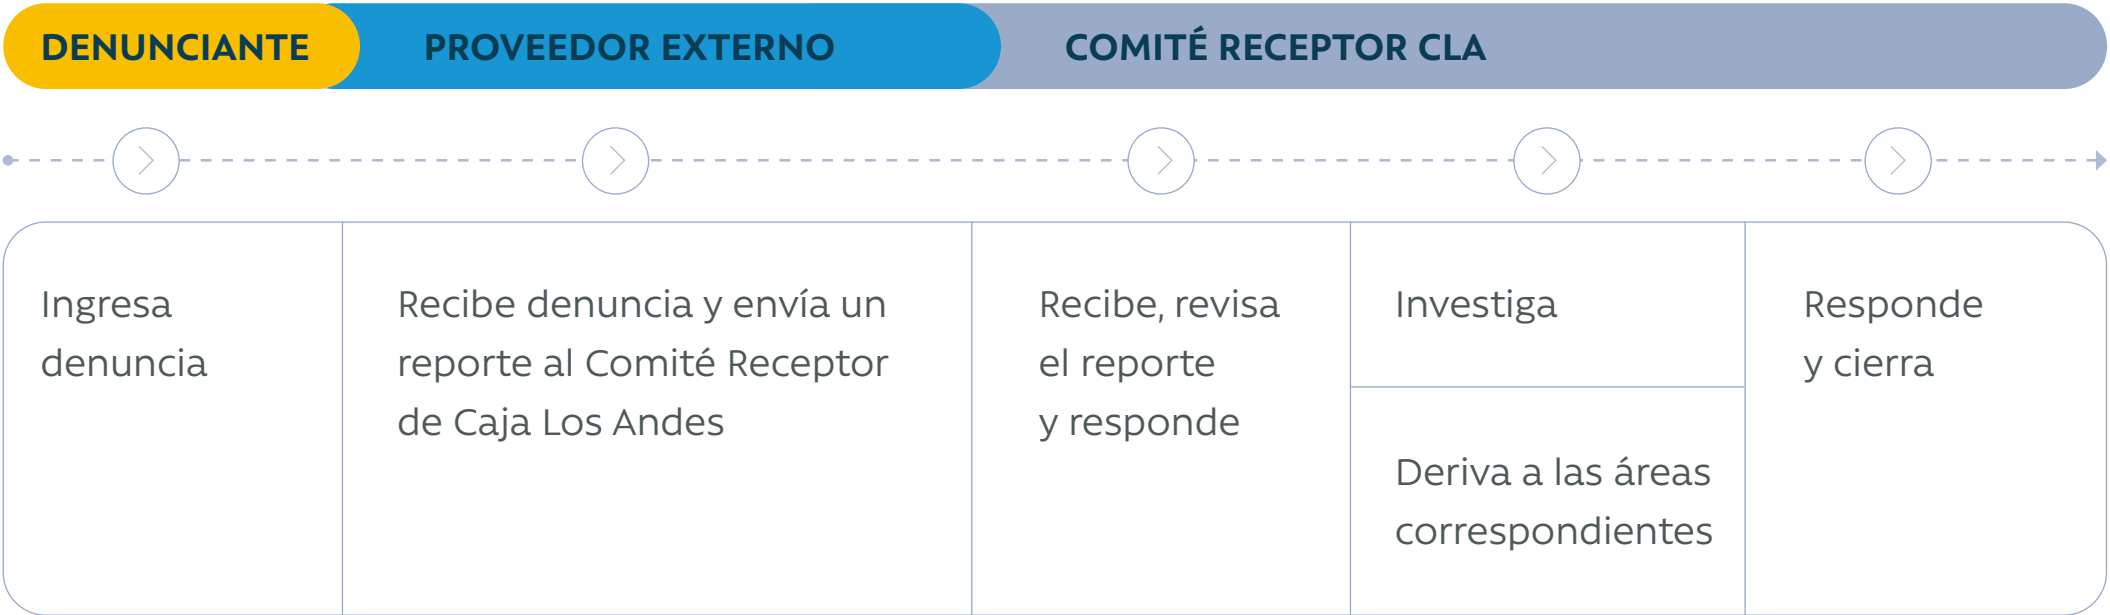 DENUNCIANTE
PROVEEDOR EXTERNO
COMITÉ RECEPTOR CLA
Ingresa
denuncia
Recibe denuncia y envía un
reporte al Comité Receptor
de Caja Los Andes
Recibe, revisa
el reporte
y responde
Investiga
Deriva a las áreas
correspondientes
Responde
y cierra